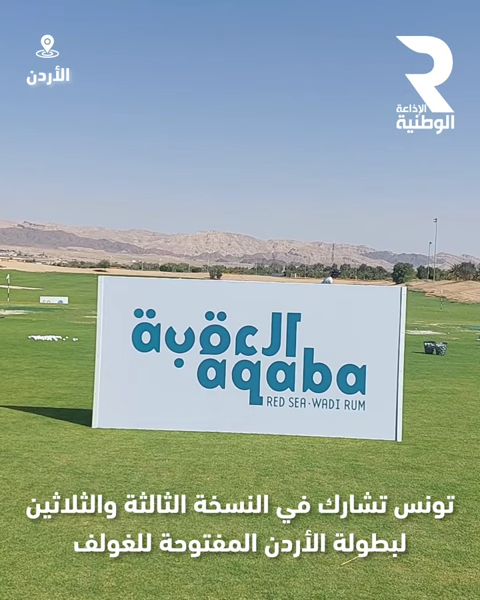 الأردن
الإذاعة
الوطنية
العقبة
aqaba
RED SEA · WADI RUM
تونس تشارك في النسخة الثالثة والثلاثين
لبطولة الأردن المفتوحة للغولف